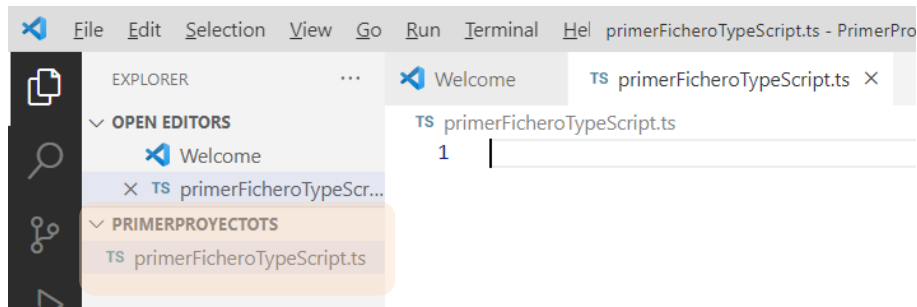 File Edit Selection View Go Run Terminal Hel primerFicheroTypeScript.ts - PrimerPro
EXPLORER ··· Welcome TS primerFicheroTypeScript.ts ×
OPEN EDITORS
TS primerFicheroTypeScript.ts
Welcome
1
× TS primerFicheroTypeScr...
PRIMERPROYECTOTS
TS primerFicheroTypeScript.ts